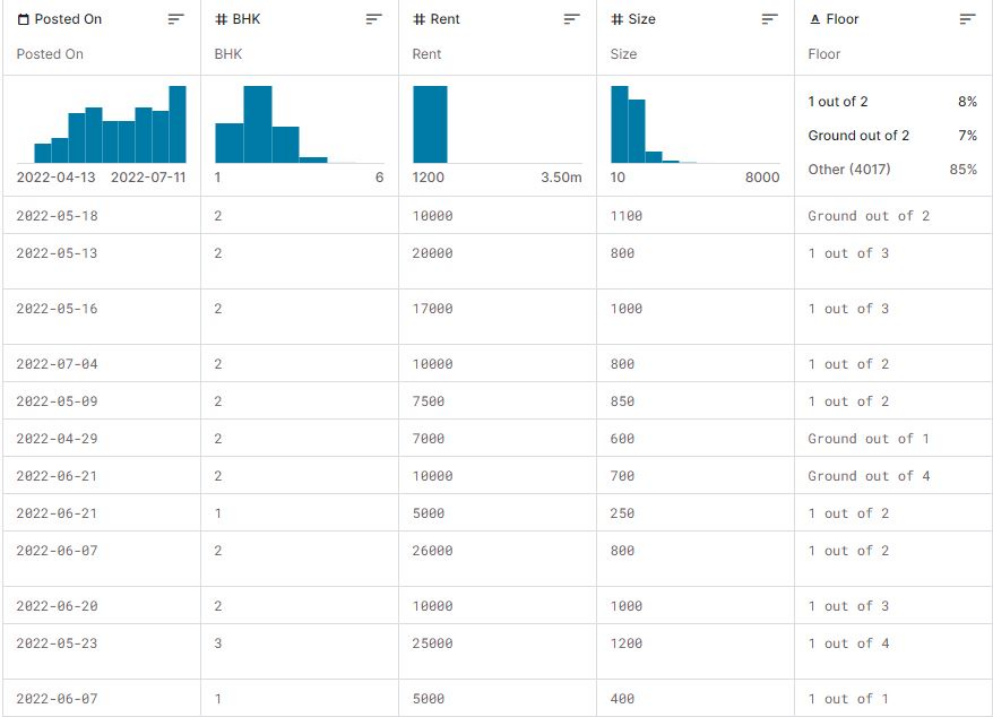 Posted On BHK # Rent # Size Floor
Posted On BHK Rent Size Floor
1 out of 2 8%
Ground out of 2 7%
Other (4017) 85%
2022-04-13 2022-07-11 1 6 1200 3.50m 10 8000
2022-05-18 2 10000 1100 Ground out of 2
2022-05-13 2 20000 800 1 out of 3
2022-05-16 2 17000 1000 1 out of 3
2022-07-04 2 10000 800 1 out of 2
2022-05-09 2 7500 850 1 out of 2
2022-04-29 2 7000 600 Ground out of 1
2022-06-21 2 10000 700 Ground out of 4
2022-06-21 1 5000 250 1 out of 2
2022-06-07 2 26000 800 1 out of 2
2022-06-20 2 10000 1000 1 out of 3
2022-05-23 3 25000 1200 1 out of 4
2022-06-07 1 5000 400 1 out of 1